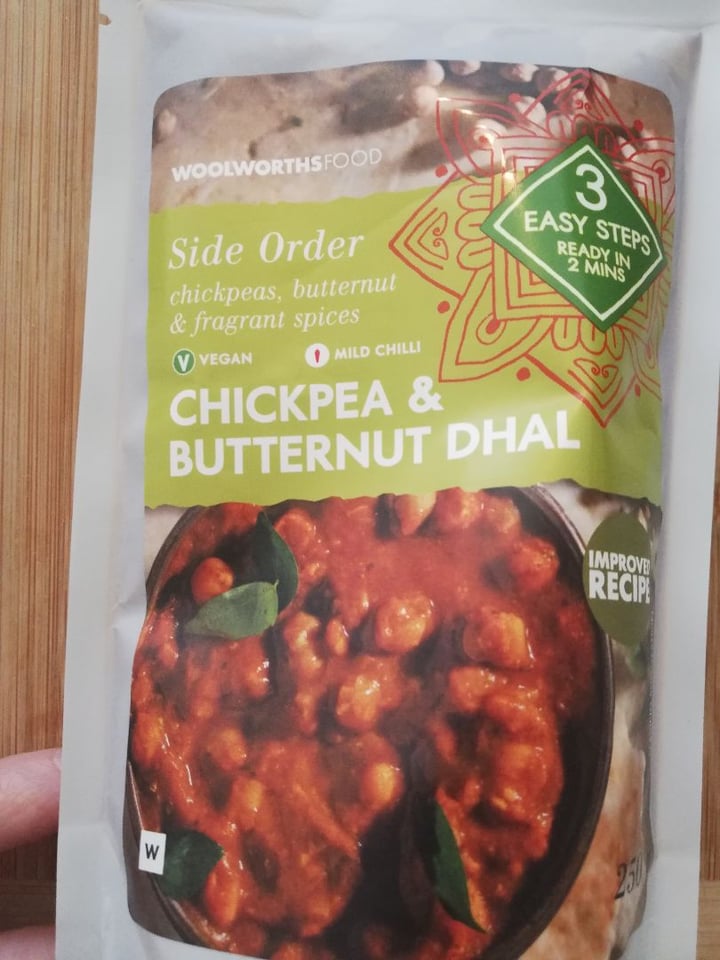 WOOLWORTHSFOOD
3
EASY STEPS
READY IN
2 MINS
Side Order
chickpeas, butternut
& fragrant spices
V VEGAN
MILD CHILLI
CHICKPEA &
BUTTERNUT DHAL
IMPROVED
RECIPE
W
250